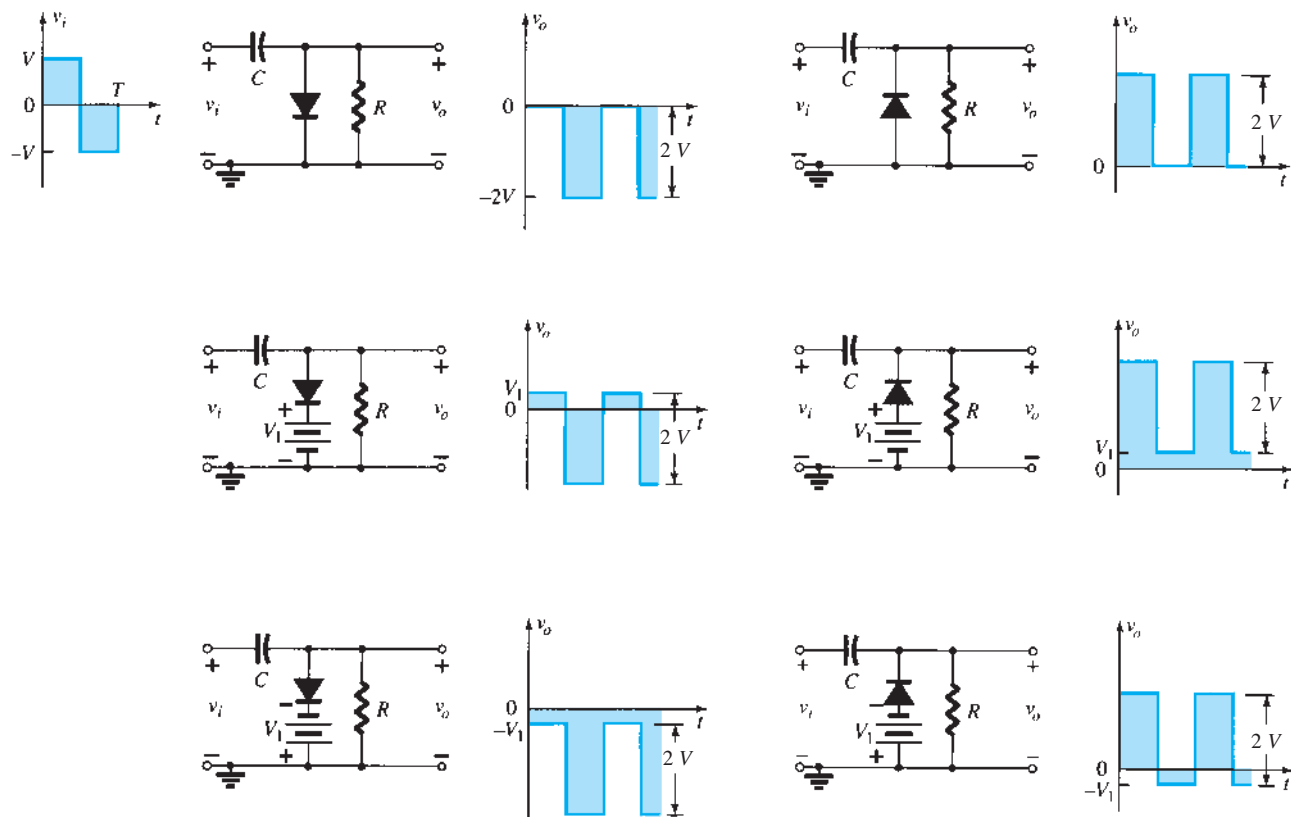 v_i
V
0
T
t
−V
+
C
+
v_i
R
v_o
−
−
v_o
0
t
2 V
−2V
+
C
+
v_i
R
v_o
−
−
v_o
2 V
0
t
+
C
+
+
v_i
V_1
R
v_o
−
−
−
v_o
V_1
0
t
2 V
+
C
+
+
v_i
V_1
R
v_o
−
−
−
v_o
2 V
V_1
0
t
+
C
+
−
v_i
V_1
R
v_o
−
+
−
v_o
0
t
−V_1
2 V
+
C
+
−
v_i
V_1
R
v_o
−
+
−
v_o
2 V
0
t
−V_1